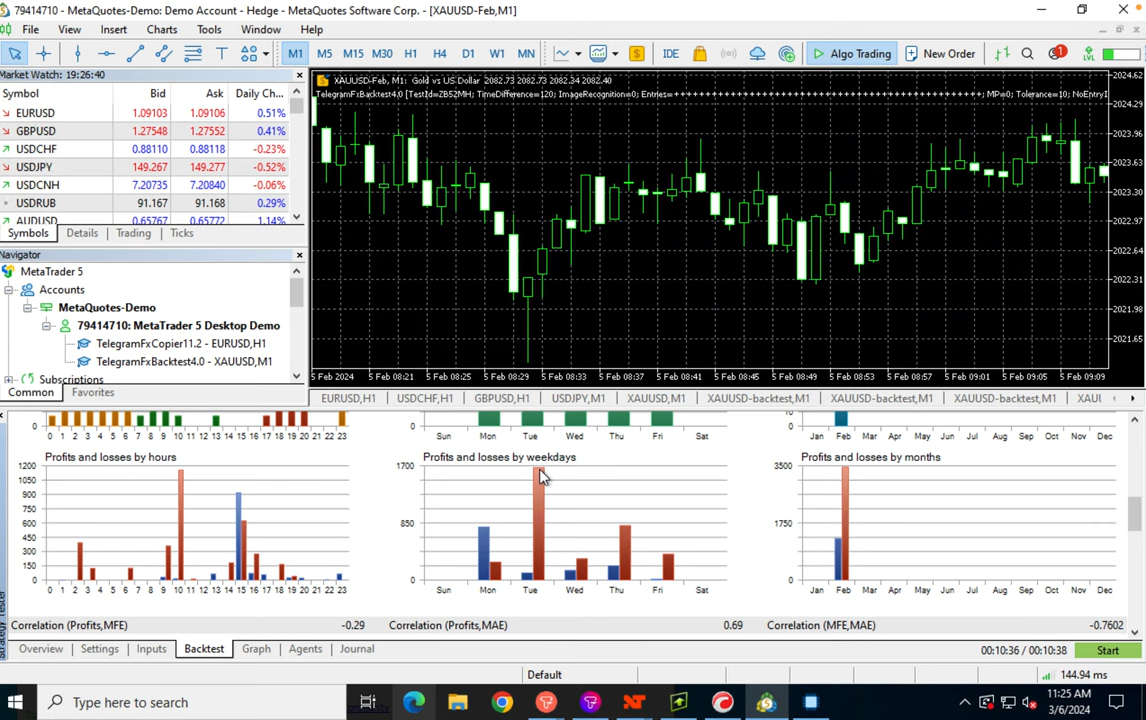 79414710: MetaQuotes-Demo: Demo Account - Hedge - MetaQuotes Software Corp. - [XAUUSD-Feb,M1]
File View Insert Charts Tools Window Help
M1 M5 M15 M30 H1 H4 D1 W1 MN IDE Algo Trading New Order 1 LVL
Market Watch: 19:26:40
Symbol Bid Ask Daily Ch...
EURUSD 1.09103 1.09106 0.51%
GBPUSD 1.27548 1.27552 0.41%
USDCHF 0.88110 0.88118 -0.23%
USDJPY 149.267 149.277 -0.52%
USDCNH 7.20735 7.20840 -0.06%
USDRUB 91.167 91.168 0.29%
AUDUSD 0.65767 0.65772 1.14%
Symbols Details Trading Ticks
Navigator
MetaTrader 5
Accounts
MetaQuotes-Demo
79414710: MetaTrader 5 Desktop Demo
TelegramFxCopier11.2 - EURUSD,H1
TelegramFxBacktest4.0 - XAUUSD,M1
Subscriptions
Common Favorites
XAUUSD-Feb, M1: Gold vs US Dollar 2082.73 2082.73 2082.34 2082.40
2024.62
2024.29
2023.96
2023.63
2023.30
2022.97
2022.64
2022.31
2021.98
2021.65
5 Feb 2024 5 Feb 08:21 5 Feb 08:25 5 Feb 08:29 5 Feb 08:33 5 Feb 08:37 5 Feb 08:41 5 Feb 08:45 5 Feb 08:49 5 Feb 08:53 5 Feb 08:57 5 Feb 09:01 5 Feb 09:05 5 Feb 09:09
EURUSD,H1 USDCHF,H1 GBPUSD,H1 USDJPY,M1 XAUUSD,M1 XAUUSD-backtest,M1 XAUUSD-backtest,M1 XAUUSD-backtest,M1 XAU
0 0 10
0
0 1 2 3 4 5 6 7 8 9 10 11 12 13 14 15 16 17 18 19 20 21 22 23
Sun Mon Tue Wed Thu Fri Sat
Jan Feb Mar Apr May Jun Jul Aug Sep Oct Nov Dec
Profits and losses by hours
1200
1050
900
750
600
450
300
150
0
0 1 2 3 4 5 6 7 8 9 10 11 12 13 14 15 16 17 18 19 20 21 22 23
Profits and losses by weekdays
1700
850
0
Sun Mon Tue Wed Thu Fri Sat
Profits and losses by months
3500
1750
0
Jan Feb Mar Apr May Jun Jul Aug Sep Oct Nov Dec
Correlation (Profits,MFE) -0.29 Correlation (Profits,MAE) 0.69 Correlation (MFE,MAE) -0.7602
Overview Settings Inputs Backtest Graph Agents Journal 00:10:36 / 00:10:38 Start
Default 144.94 ms
Type here to search
11:25 AM
3/6/2024